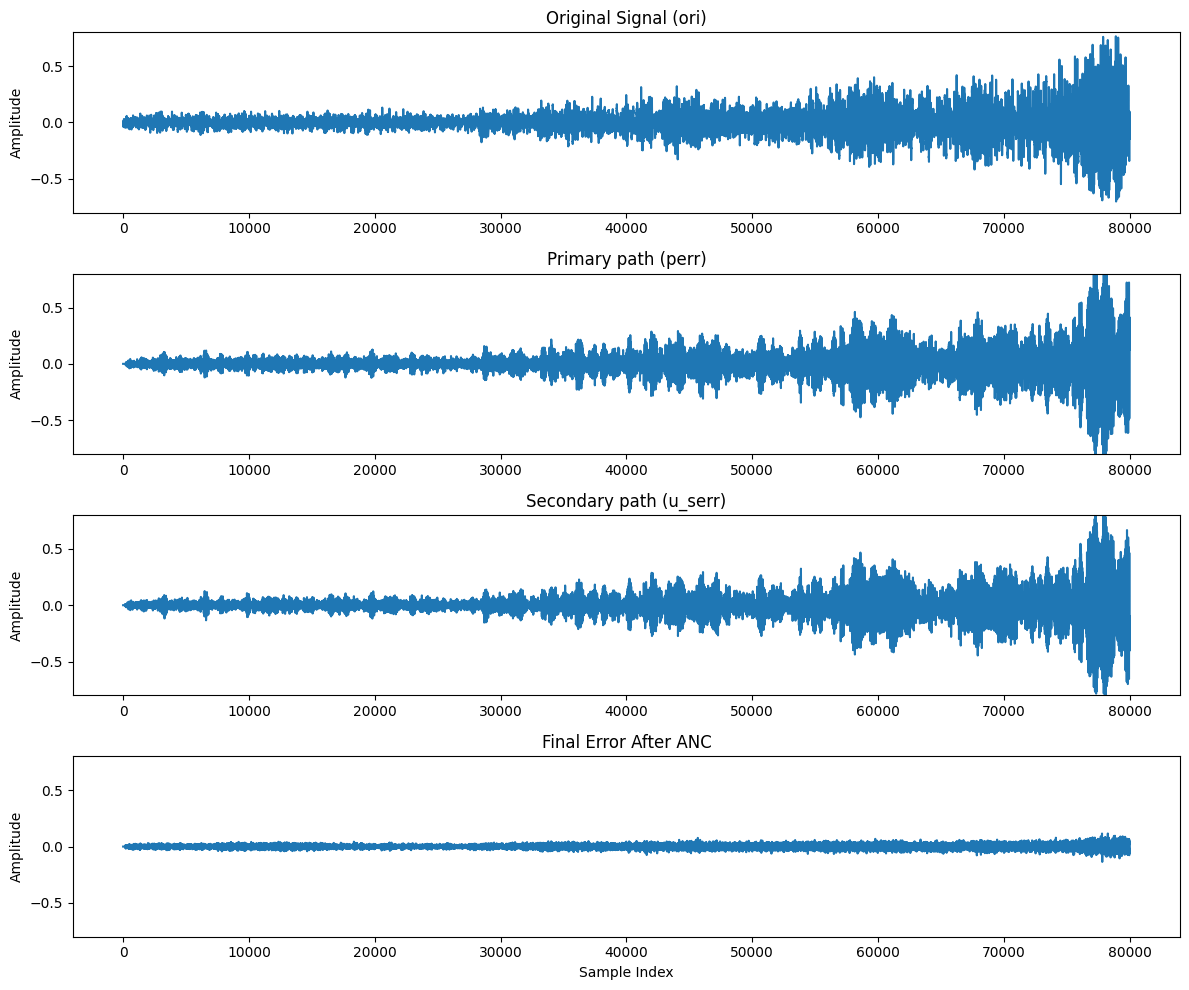 Original Signal (ori)
Amplitude
0.5
0.0
−0.5
0 10000 20000 30000 40000 50000 60000 70000 80000
Primary path (perr)
Amplitude
0.5
0.0
−0.5
0 10000 20000 30000 40000 50000 60000 70000 80000
Secondary path (u_serr)
Amplitude
0.5
0.0
−0.5
0 10000 20000 30000 40000 50000 60000 70000 80000
Final Error After ANC
Amplitude
0.5
0.0
−0.5
0 10000 20000 30000 40000 50000 60000 70000 80000
Sample Index